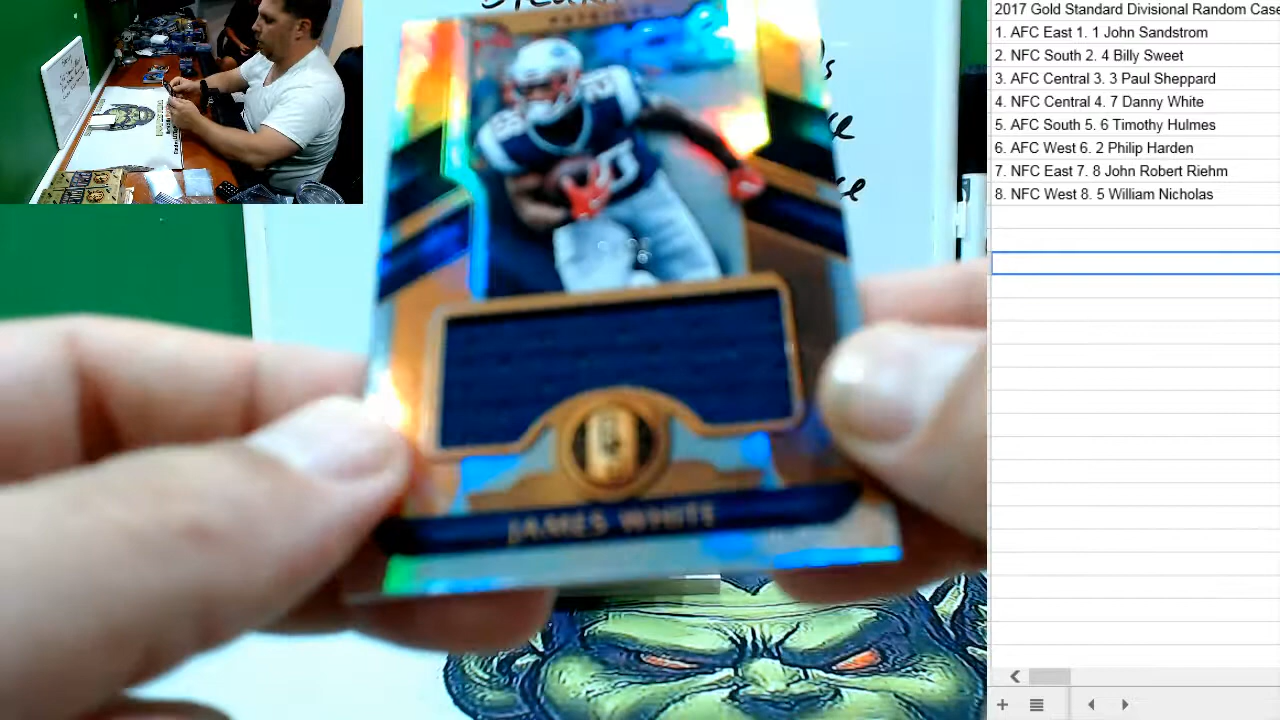 PATRIOTS
JAMES WHITE
2017 Gold Standard Divisional Random Case
1. AFC East 1. 1 John Sandstrom
2. NFC South 2. 4 Billy Sweet
3. AFC Central 3. 3 Paul Sheppard
4. NFC Central 4. 7 Danny White
5. AFC South 5. 6 Timothy Hulmes
6. AFC West 6. 2 Philip Harden
7. NFC East 7. 8 John Robert Riehm
8. NFC West 8. 5 William Nicholas